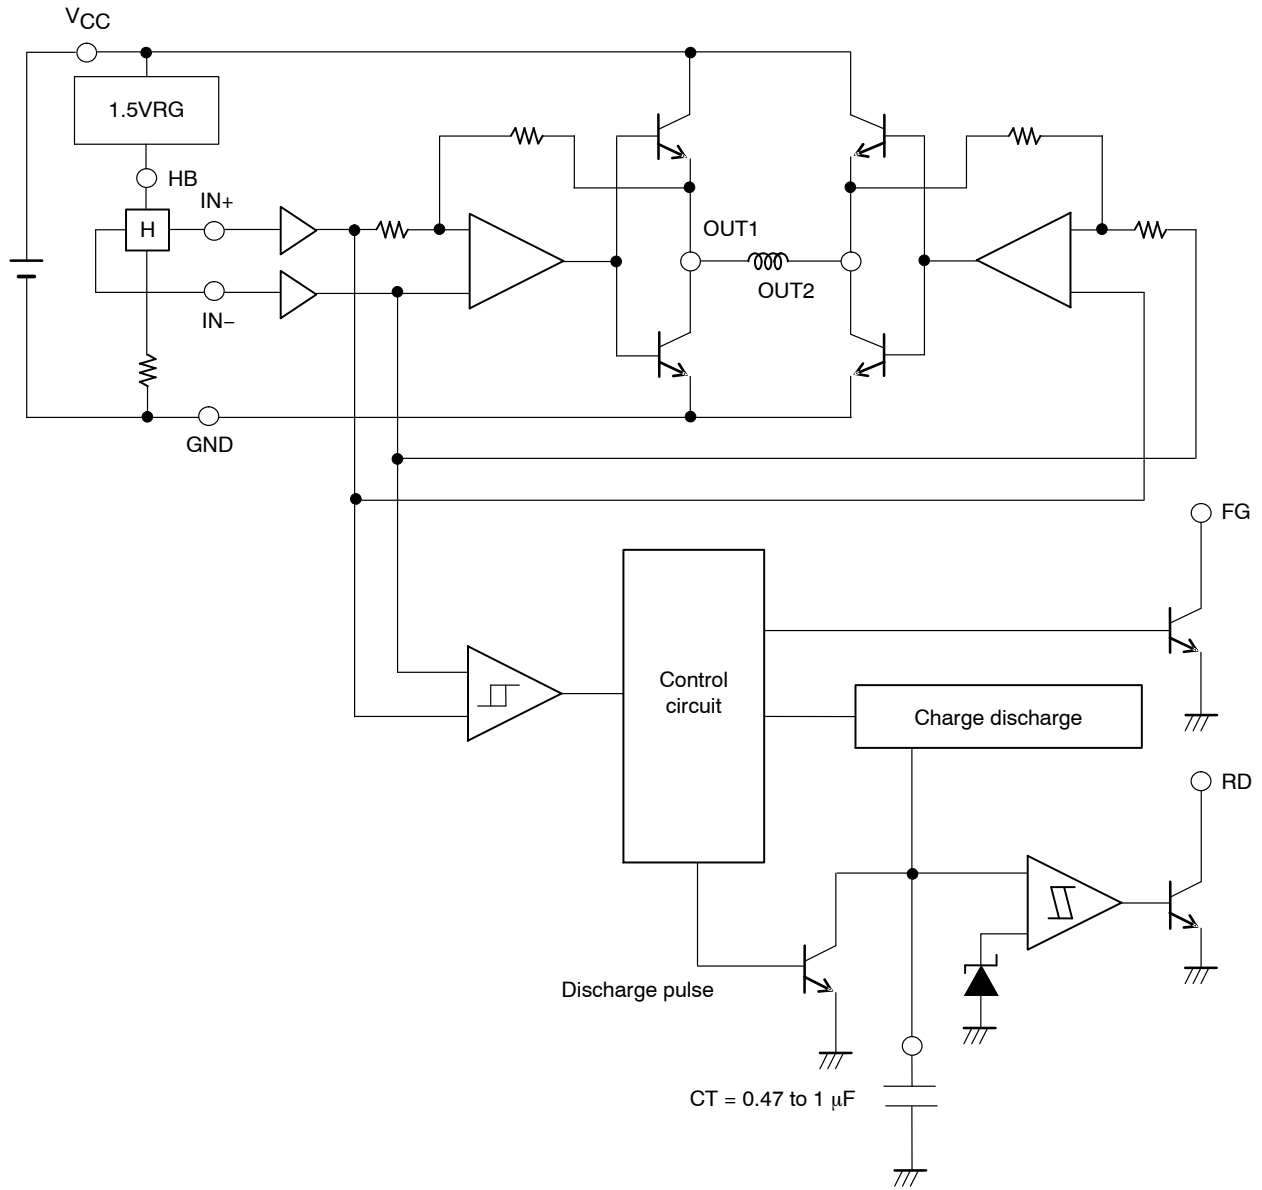 VCC
1.5VRG
HB
IN+
H
OUT1
OUT2
IN−
GND
FG
Control
circuit
Charge discharge
RD
Discharge pulse
CT = 0.47 to 1 μF